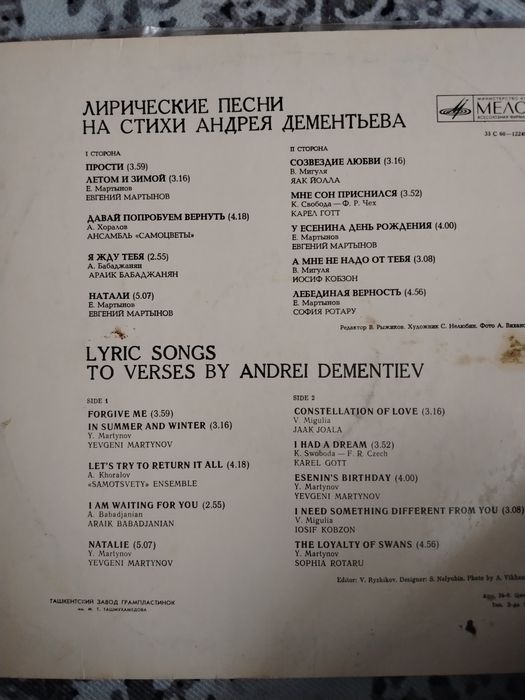 ЛИРИЧЕСКИЕ ПЕСНИ
НА СТИХИ АНДРЕЯ ДЕМЕНТЬЕВА
МИНИСТЕРСТВО
МЕЛО
ВСЕСОЮЗНАЯ ФИРМА
33 С 60—1224
I СТОРОНА
ПРОСТИ (3.59)
ЛЕТОМ И ЗИМОЙ (3.16)
Е. Мартынов
ЕВГЕНИЙ МАРТЫНОВ
ДАВАЙ ПОПРОБУЕМ ВЕРНУТЬ (4.18)
А. Хоралов
АНСАМБЛЬ «САМОЦВЕТЫ»
Я ЖДУ ТЕБЯ (2.55)
А. Бабаджанян
АРАИК БАБАДЖАНЯН
НАТАЛИ (5.07)
Е. Мартынов
ЕВГЕНИЙ МАРТЫНОВ
II СТОРОНА
СОЗВЕЗДИЕ ЛЮБВИ (3.16)
В. Мигуля
ЯАК ЙОАЛА
МНЕ СОН ПРИСНИЛСЯ (3.52)
К. Свобода — Ф. Р. Чех
КАРЕЛ ГОТТ
У ЕСЕНИНА ДЕНЬ РОЖДЕНИЯ (4.00)
Е. Мартынов
ЕВГЕНИЙ МАРТЫНОВ
А МНЕ НЕ НАДО ОТ ТЕБЯ (3.08)
В. Мигуля
ИОСИФ КОБЗОН
ЛЕБЕДИНАЯ ВЕРНОСТЬ (4.56)
Е. Мартынов
СОФИЯ РОТАРУ
Редактор В. Рыжиков. Художник С. Нелюбин. Фото А.
LYRIC SONGS
TO VERSES BY ANDREI DEMENTIEV
SIDE 1
FORGIVE ME (3.59)
IN SUMMER AND WINTER (3.16)
Y. Martynov
YEVGENI MARTYNOV
LET'S TRY TO RETURN IT ALL (4.18)
A. Khoralov
«SAMOTSVETY» ENSEMBLE
I AM WAITING FOR YOU (2.55)
A. Babadjanian
ARAIK BABADJANIAN
NATALIE (5.07)
Y. Martynov
YEVGENI MARTYNOV
SIDE 2
CONSTELLATION OF LOVE (3.16)
V. Migulia
JAAK JOALA
I HAD A DREAM (3.52)
K. Swoboda — F. R. Czech
KAREL GOTT
ESENIN'S BIRTHDAY (4.00)
Y. Martynov
YEVGENI MARTYNOV
I NEED SOMETHING DIFFERENT FROM YOU (3.08)
V. Migulia
IOSIF KOBZON
THE LOYALTY OF SWANS (4.56)
Y. Martynov
SOPHIA ROTARU
Editor: V. Ryzhikov. Designer: S. Nelyubin. Photo by A.
ТАШКЕНТСКИЙ ЗАВОД ГРАМПЛАСТИНОК
им. М. Т. ТАШМУХАМЕДОВА